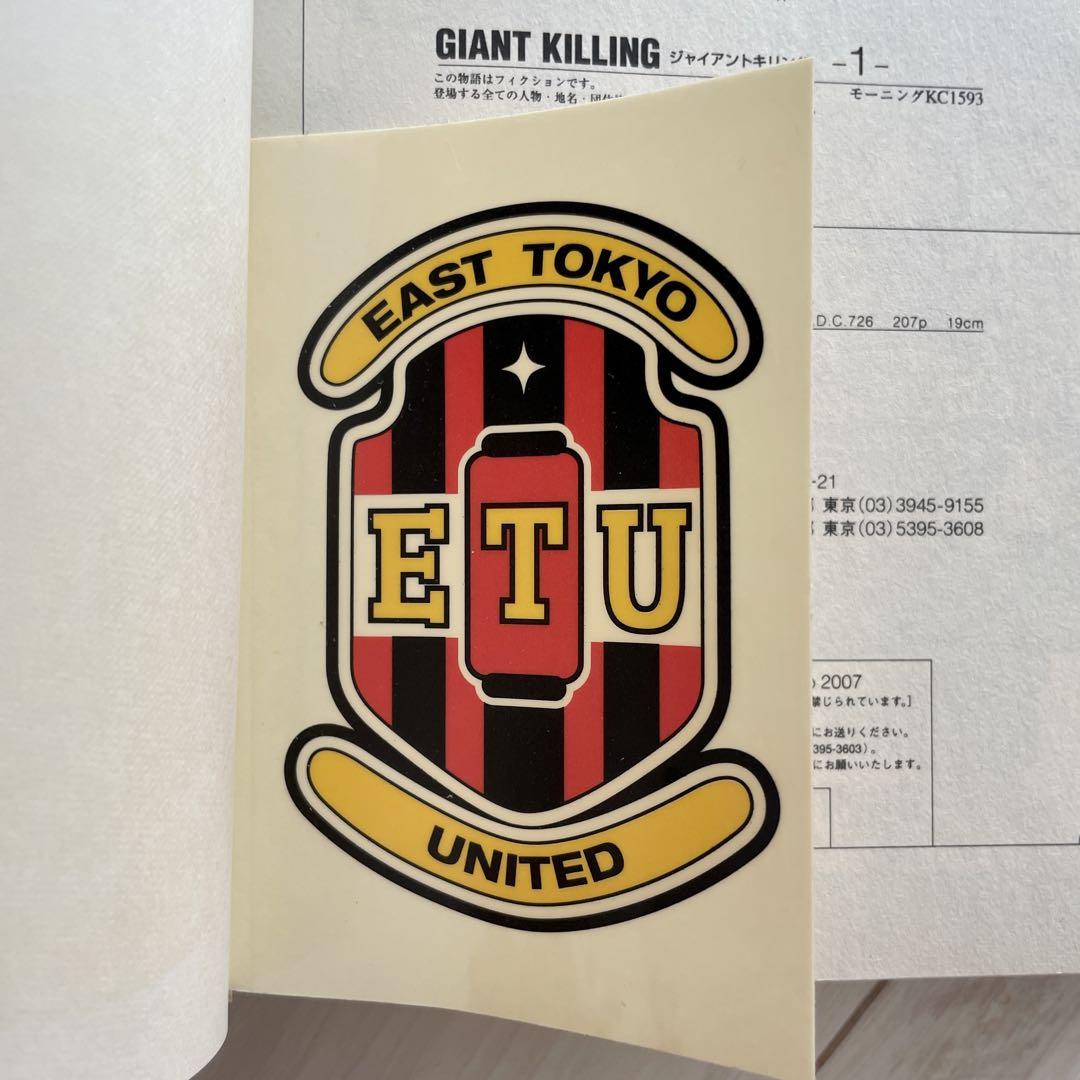 GIANT KILLING ジャイアントキリング -1-
この物語はフィクションです。
登場する全ての人物・地名・団体
モーニングKC1593
EAST TOKYO
ETU
UNITED
D.C.726 207p 19cm
-21
東京(03)3945-9155
東京(03)5395-3608
2007
禁じられています。]
にお送りください。
395-3603)。
にお願いいたします。